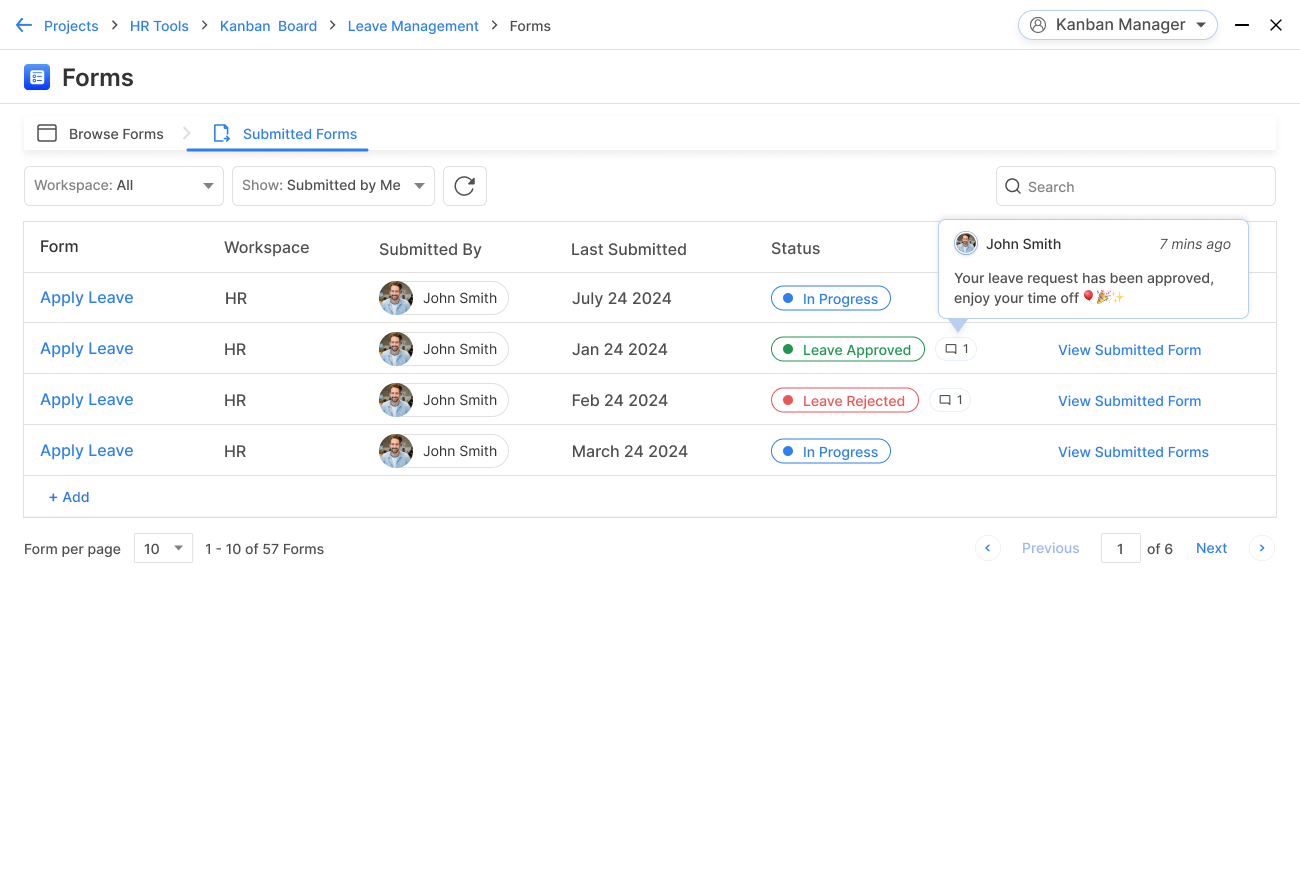 Projects > HR Tools > Kanban Board > Leave Management > Forms
Kanban Manager
Forms
Browse Forms
Submitted Forms
Workspace: All
Show: Submitted by Me
Search
Form Workspace Submitted By Last Submitted Status
John Smith 7 mins ago
Your leave request has been approved,
enjoy your time off🎈🎉✨
Apply Leave HR John Smith July 24 2024 In Progress
Apply Leave HR John Smith Jan 24 2024 Leave Approved 1 View Submitted Form
Apply Leave HR John Smith Feb 24 2024 Leave Rejected 1 View Submitted Form
Apply Leave HR John Smith March 24 2024 In Progress View Submitted Forms
+ Add
Form per page 10 1 - 10 of 57 Forms
< Previous 1 of 6 Next >